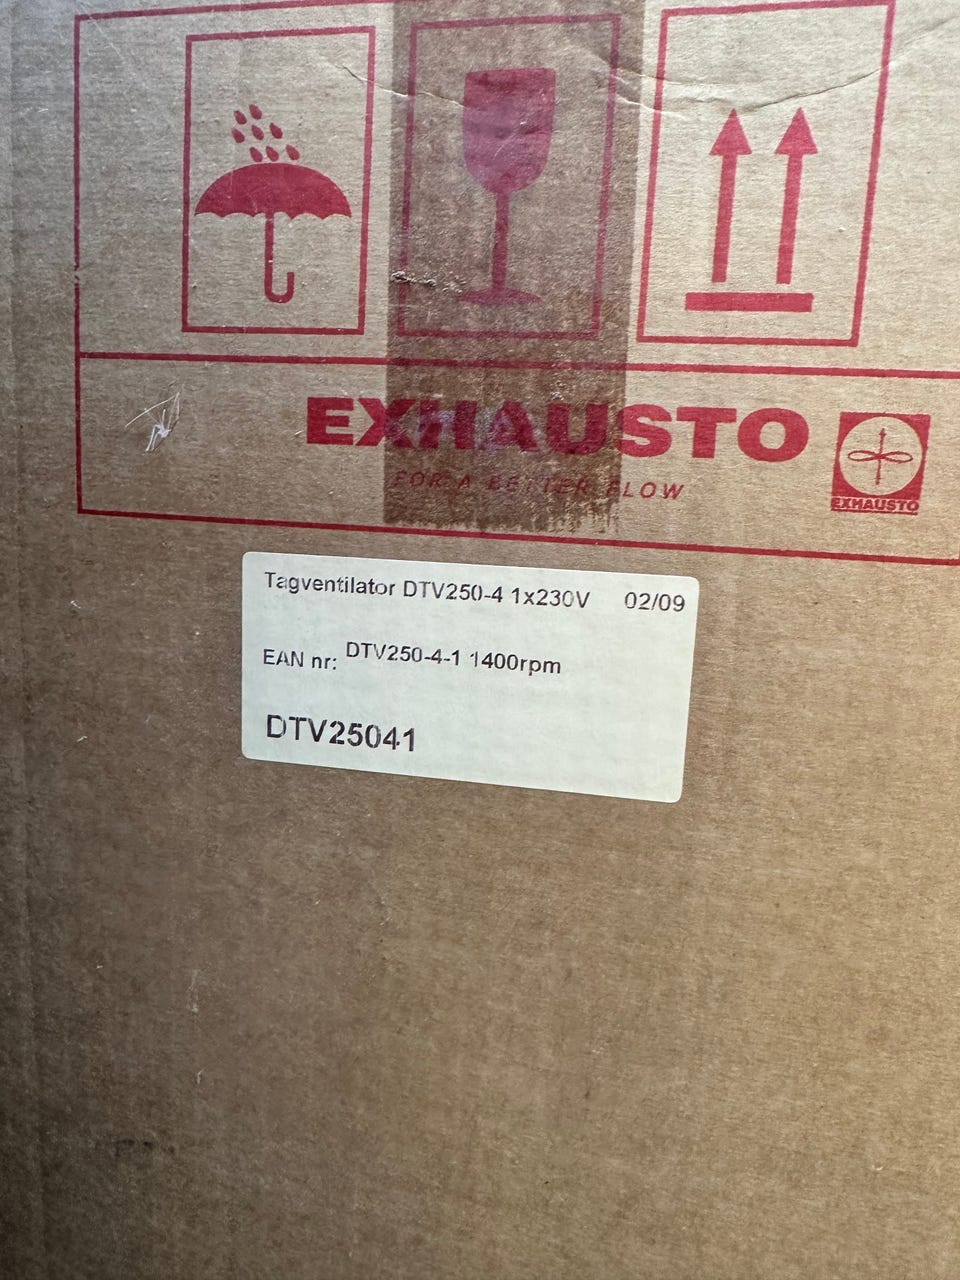 EXHAUSTO
FOR A BETTER FLOW
EXHAUSTO
Tagventilator DTV250-4 1x230V 02/09
EAN nr: DTV250-4-1 1400rpm
DTV25041